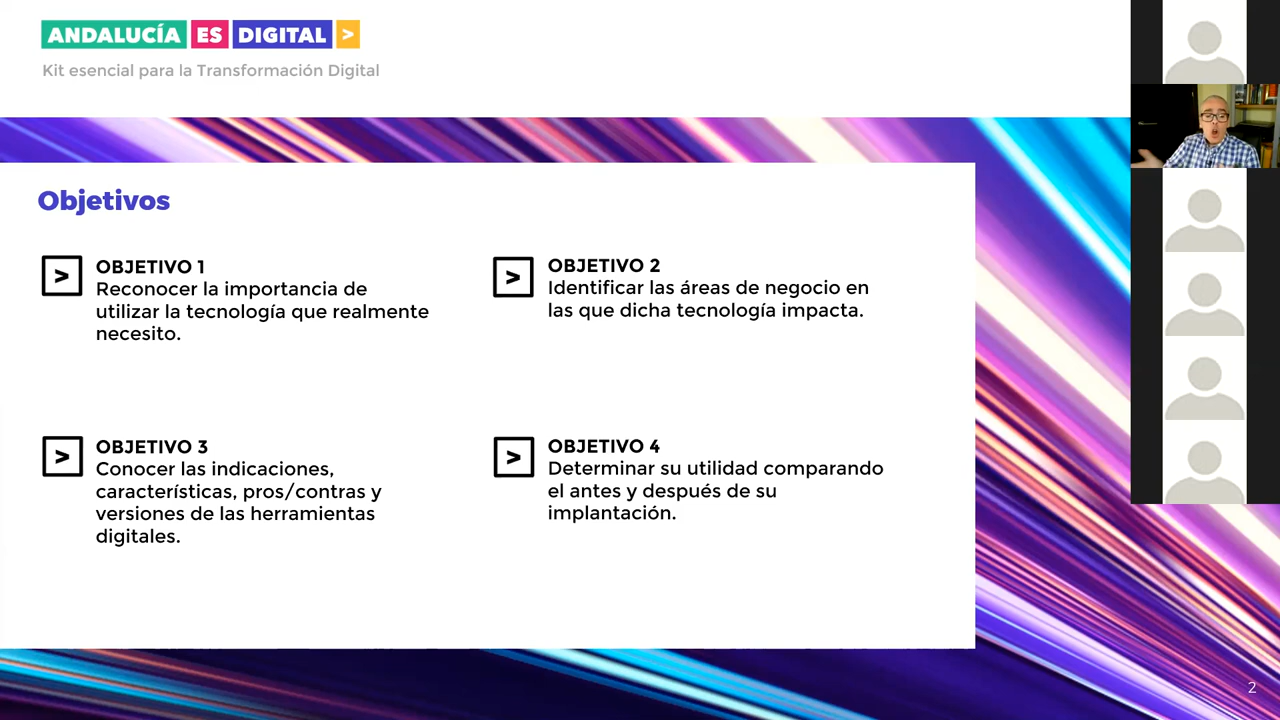 ANDALUCÍA ES DIGITAL >
Kit esencial para la Transformación Digital
Objetivos
> OBJETIVO 1
Reconocer la importancia de
utilizar la tecnología que realmente
necesito.
> OBJETIVO 2
Identificar las áreas de negocio en
las que dicha tecnología impacta.
> OBJETIVO 3
Conocer las indicaciones,
características, pros/contras y
versiones de las herramientas
digitales.
> OBJETIVO 4
Determinar su utilidad comparando
el antes y después de su
implantación.
2